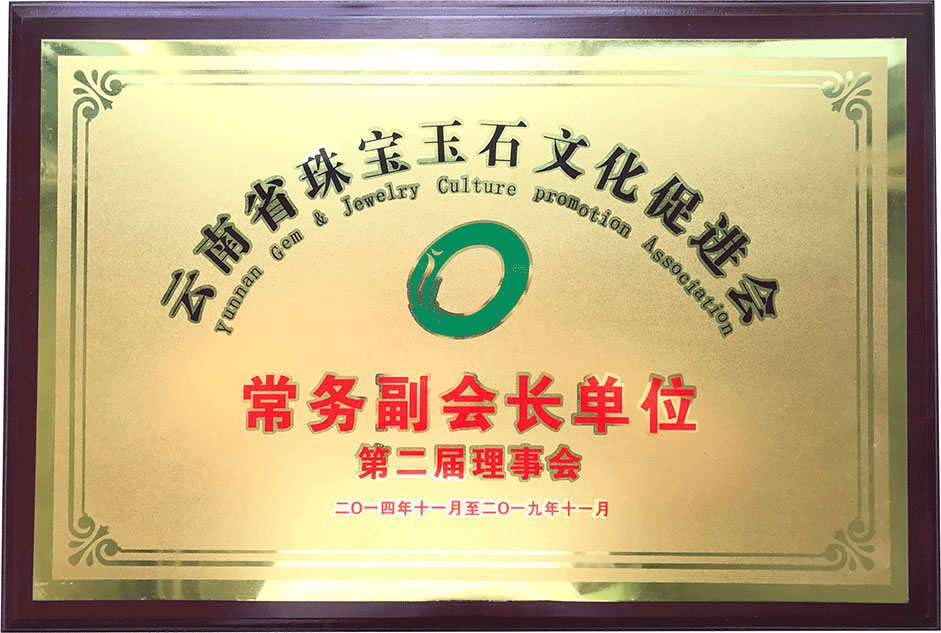 云南省珠宝玉石文化促进会
Yunnan Gem & Jewelry Culture promotion Association
常务副会长单位
第二届理事会
二〇一四年十一月至二〇一九年十一月